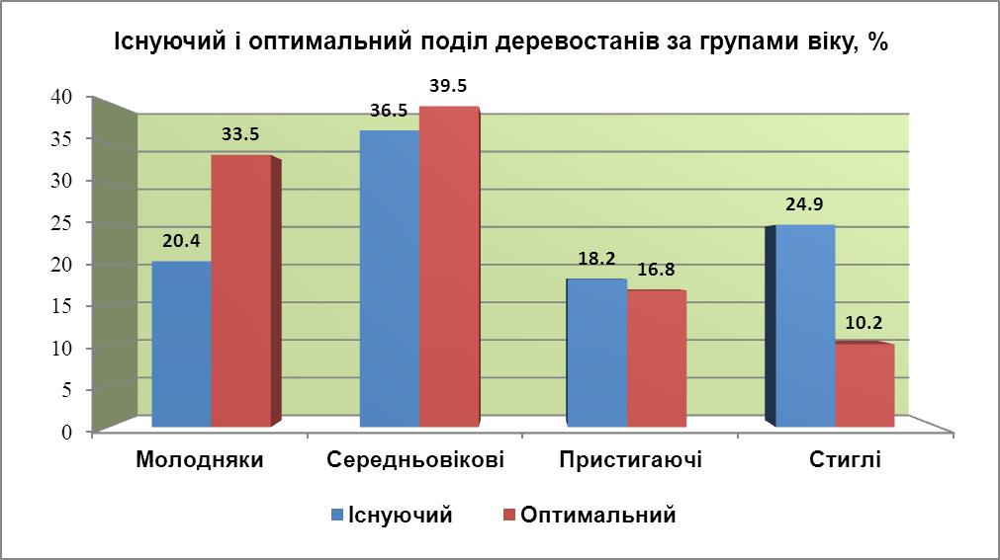 Існуючий і оптимальний поділ деревостанів за групами віку, %
40
35
30
25
20
15
10
5
0
20.4
33.5
36.5
39.5
18.2
16.8
24.9
10.2
Молодняки
Середньовікові
Пристигаючі
Стиглі
Існуючий
Оптимальний